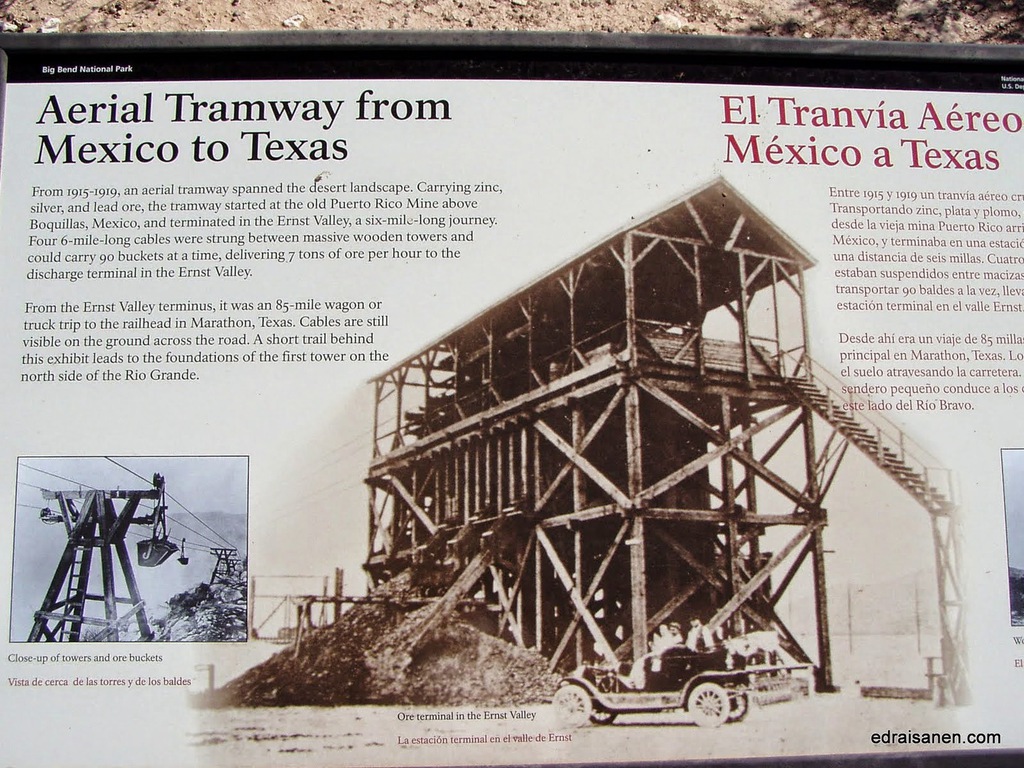 Big Bend National Park
Aerial Tramway from
Mexico to Texas
From 1915-1919, an aerial tramway spanned the desert landscape. Carrying zinc,
silver, and lead ore, the tramway started at the old Puerto Rico Mine above
Boquillas, Mexico, and terminated in the Ernst Valley, a six-mile-long journey.
Four 6-mile-long cables were strung between massive wooden towers and
could carry 90 buckets at a time, delivering 7 tons of ore per hour to the
discharge terminal in the Ernst Valley.
From the Ernst Valley terminus, it was an 85-mile wagon or
truck trip to the railhead in Marathon, Texas. Cables are still
visible on the ground across the road. A short trail behind
this exhibit leads to the foundations of the first tower on the
north side of the Rio Grande.
Close-up of towers and ore buckets
Vista de cerca de las torres y de los baldes
Ore terminal in the Ernst Valley
La estación terminal en el valle de Ernst
Nationa
U.S. Dep
El Tranvía Aéreo
México a Texas
Entre 1915 y 1919 un tranvía aéreo cr
Transportando zinc, plata y plomo,
desde la vieja mina Puerto Rico arri
México, y terminaba en una estació
una distancia de seis millas. Cuatro
estaban suspendidos entre macizas
transportar 90 baldes a la vez, lleva
estación terminal en el valle Ernst.
Desde ahí era un viaje de 85 millas
principal en Marathon, Texas. Lo
el suelo atravesando la carretera.
sendero pequeño conduce a los
este lado del Río Bravo.
El
edraisanen.com